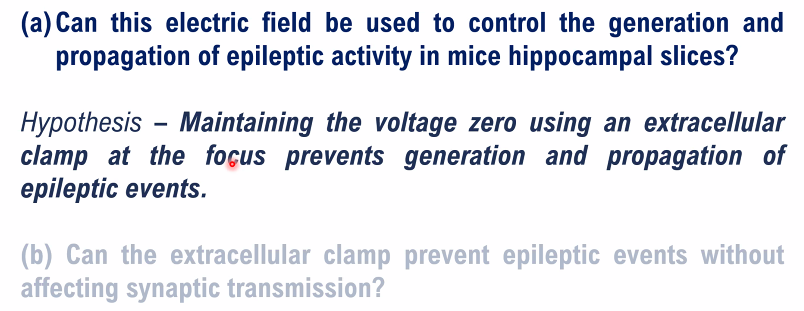 (a) Can this electric field be used to control the generation and
propagation of epileptic activity in mice hippocampal slices?
Hypothesis – Maintaining the voltage zero using an extracellular
clamp at the focus prevents generation and propagation of
epileptic events.
(b) Can the extracellular clamp prevent epileptic events without
affecting synaptic transmission?